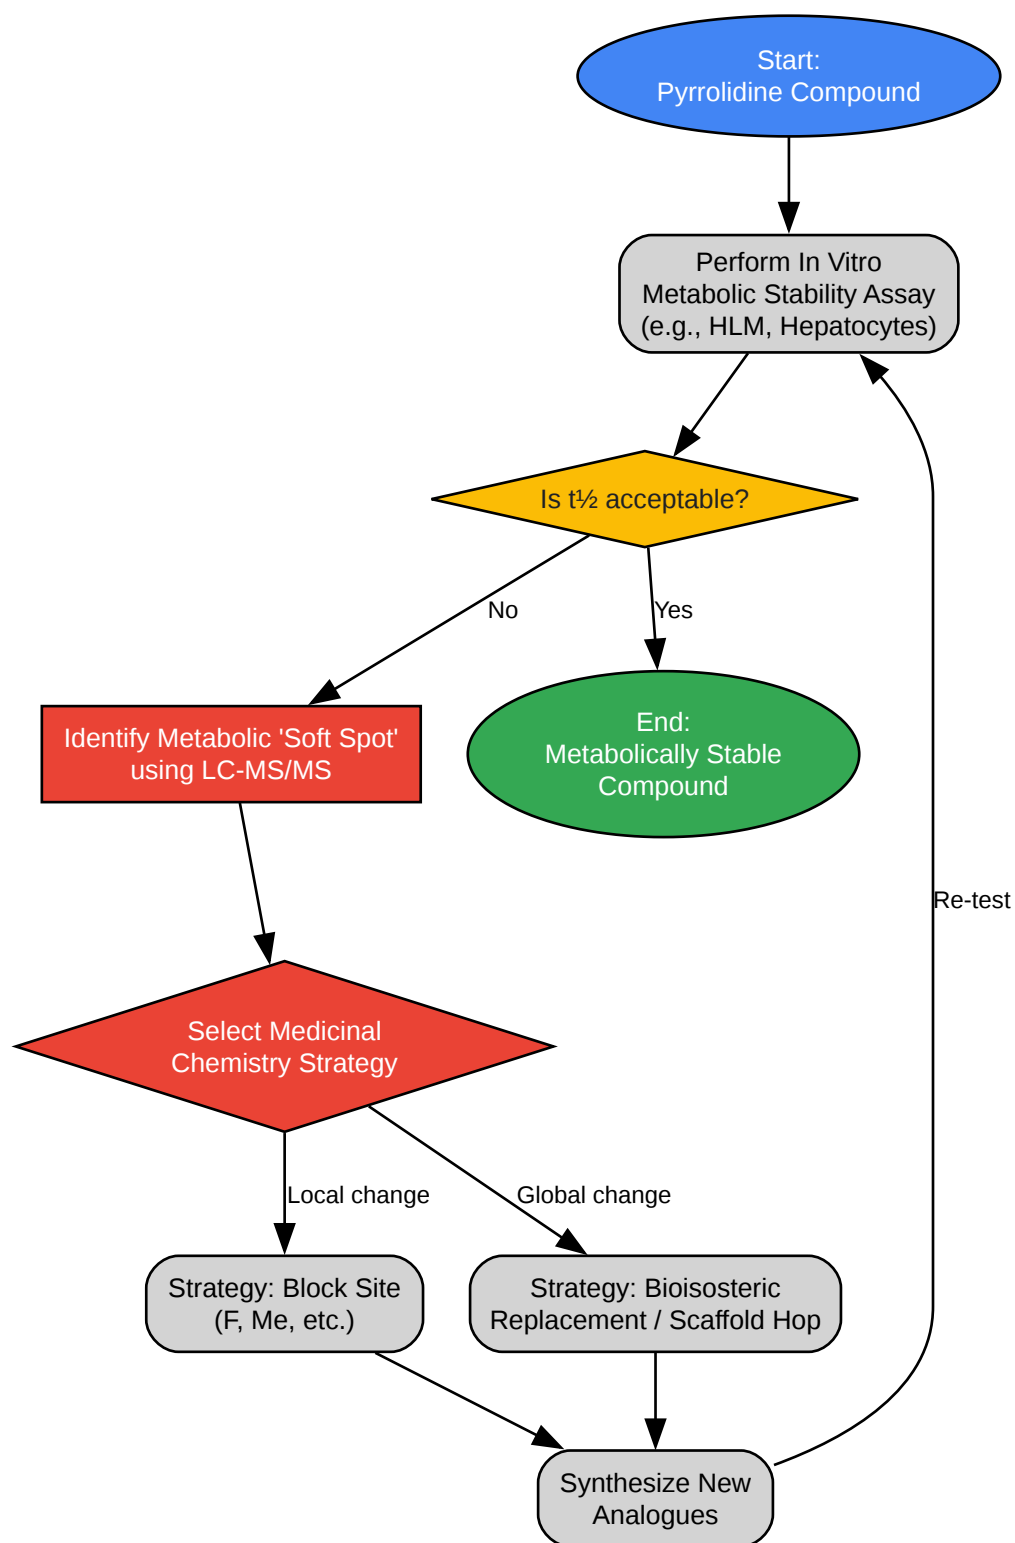 Start:
Pyrrolidine Compound
Perform In Vitro
Metabolic Stability Assay
(e.g., HLM, Hepatocytes)
Is t½ acceptable?
No
Yes
Identify Metabolic 'Soft Spot'
using LC-MS/MS
End:
Metabolically Stable
Compound
Re-test
Select Medicinal
Chemistry Strategy
Local change
Global change
Strategy: Block Site
(F, Me, etc.)
Strategy: Bioisosteric
Replacement / Scaffold Hop
Synthesize New
Analogues